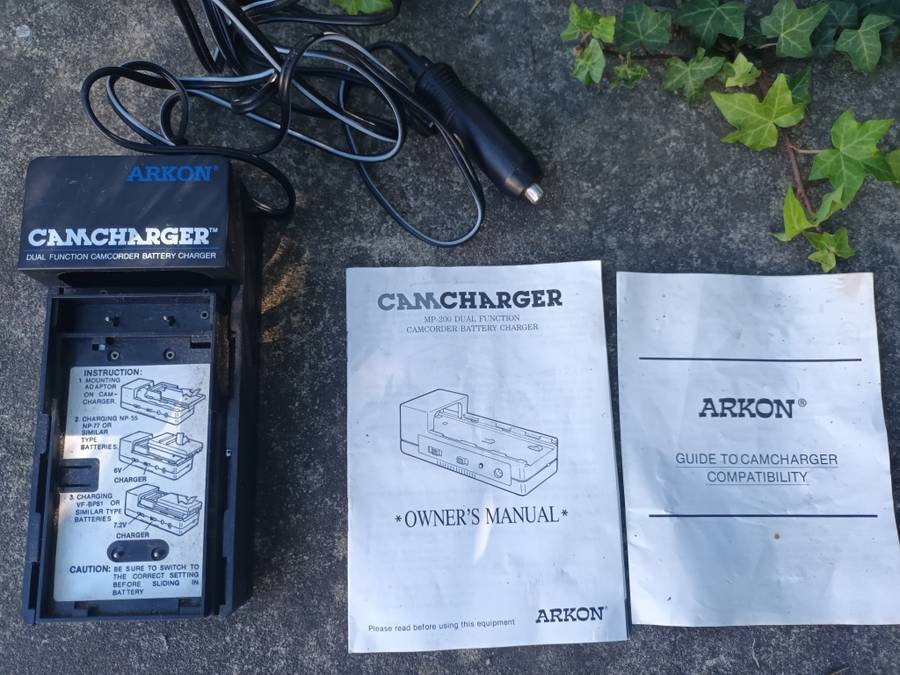 ARKON®
CAMCHARGER™
DUAL FUNCTION CAMCORDER BATTERY CHARGER
INSTRUCTION:
1. MOUNTING
ADAPTOR
ON CAM-
CHARGER.
2. CHARGING NP-55
NP-77 OR
SIMILAR
TYPE
BATTERIES.
6V
CHARGER
3. CHARGING
VF-BP81 OR
SIMILAR TYPE
BATTERIES
7.2V
CHARGER
CAUTION: BE SURE TO SWITCH TO
THE CORRECT SETTING
BEFORE SLIDING IN
BATTERY
CAMCHARGER
MP-200 DUAL FUNCTION
CAMCORDER BATTERY CHARGER
*OWNER'S MANUAL*
Please read before using this equipment
ARKON®
ARKON®
GUIDE TO CAMCHARGER
COMPATIBILITY